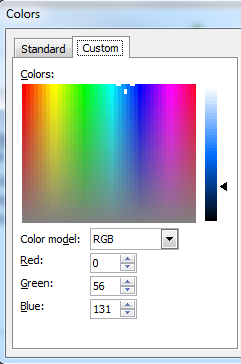 Colors
Standard
Custom
Colors:
Color model: RGB
Red: 0
Green: 56
Blue: 131